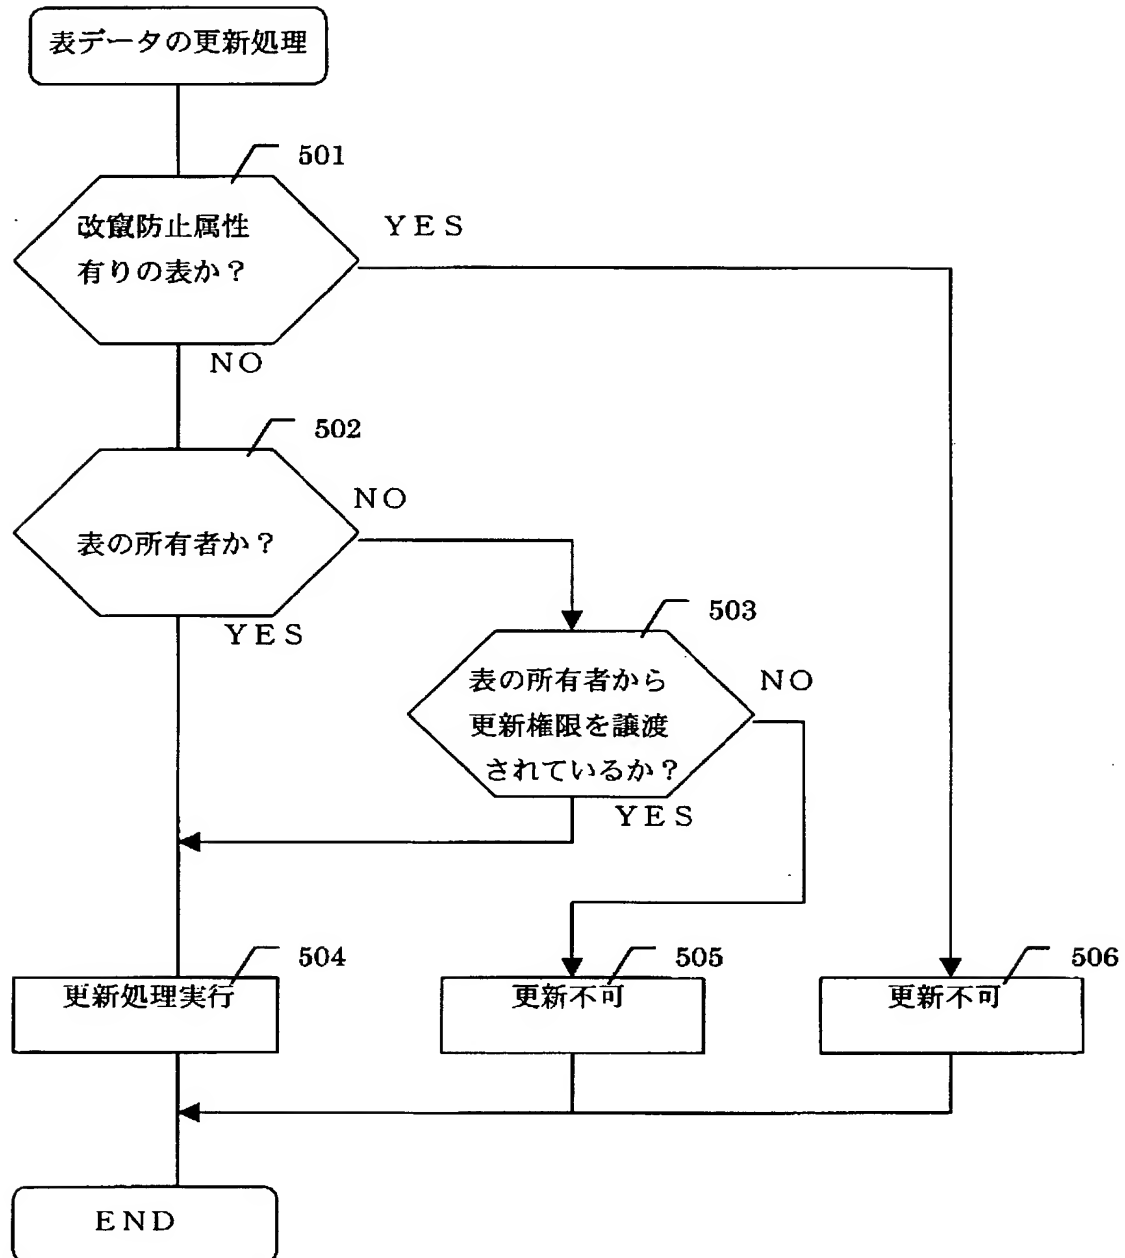 表データの更新処理
501
改竄防止属性
有りの表か？
YES
NO
502
表の所有者か？
NO
YES
503
表の所有者から
更新権限を譲渡
されているか？
NO
YES
504
更新処理実行
505
更新不可
506
更新不可
END